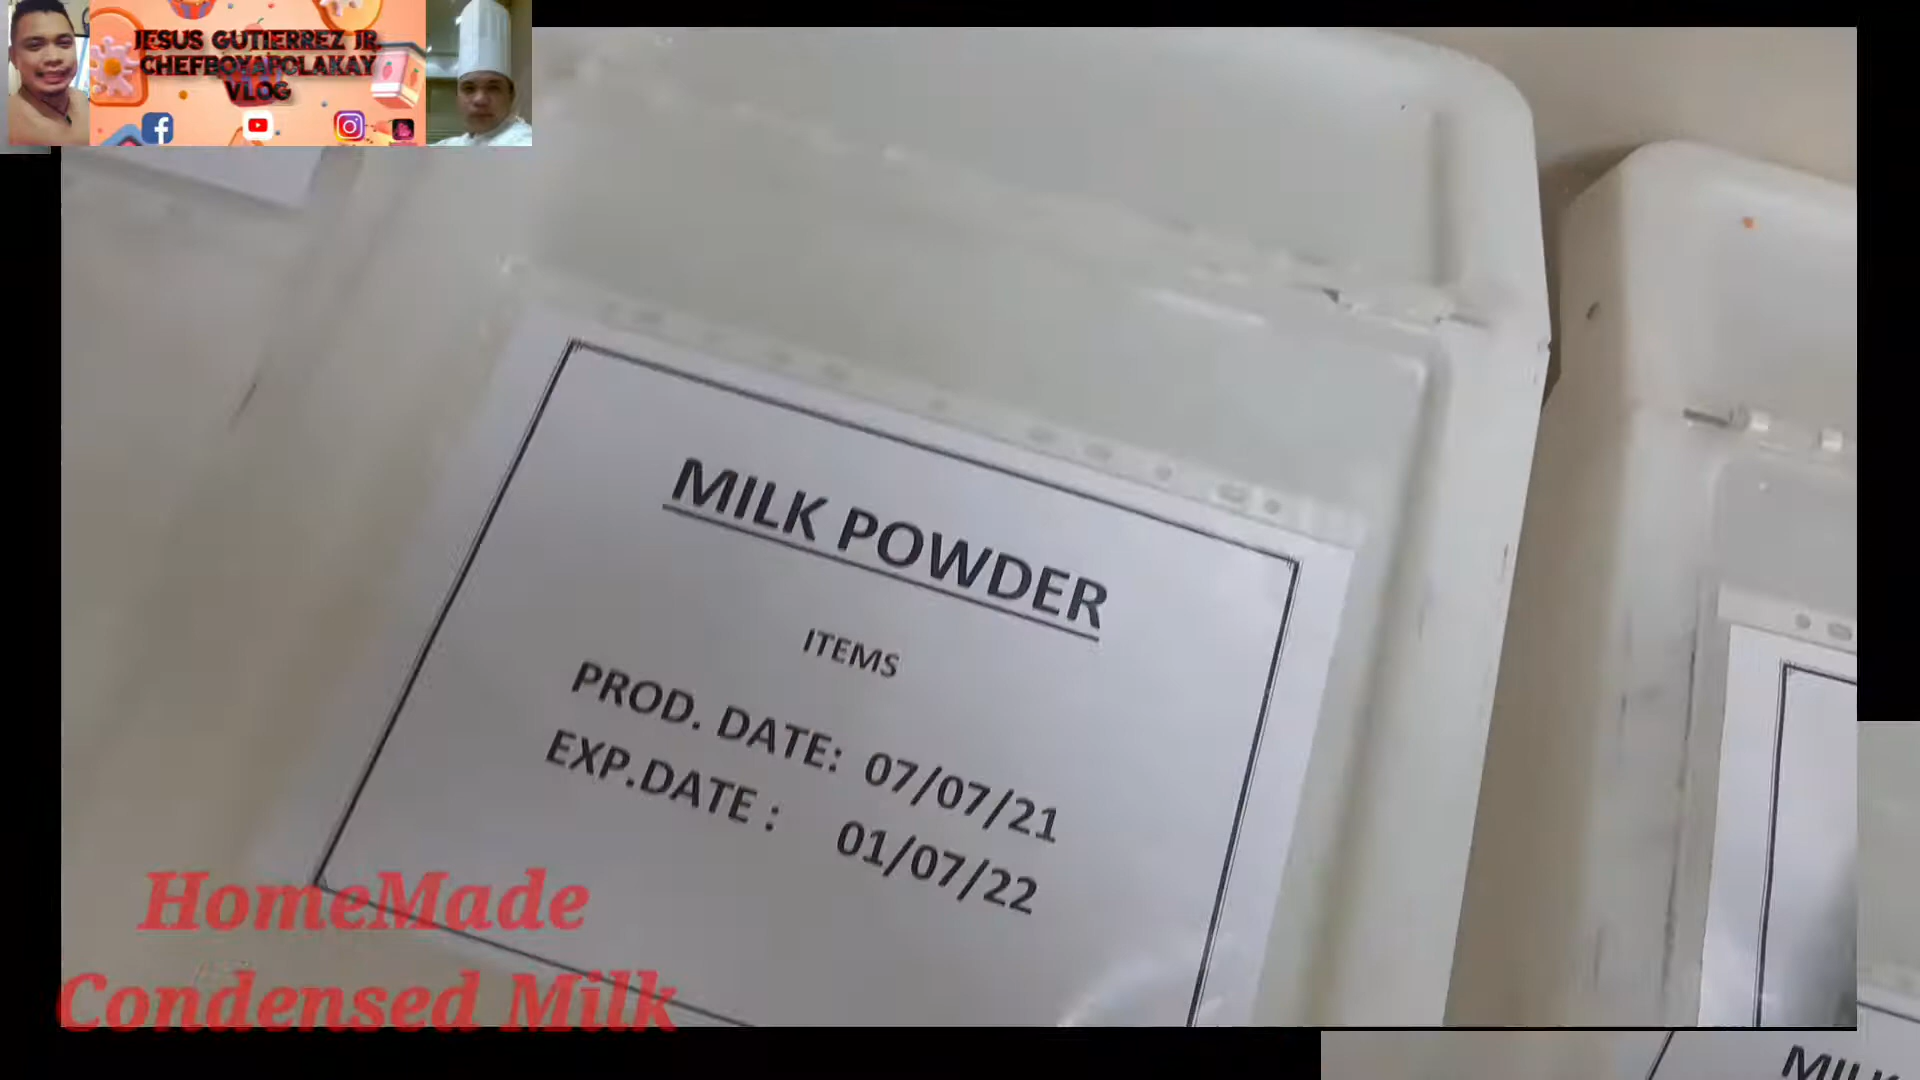 JESUS GUTIERREZ JR.
CHEFBOYAPOLAKAY
VLOG
MILK POWDER
ITEMS
PROD. DATE: 07/07/21
EXP.DATE : 01/07/22
HomeMade
Condensed Milk